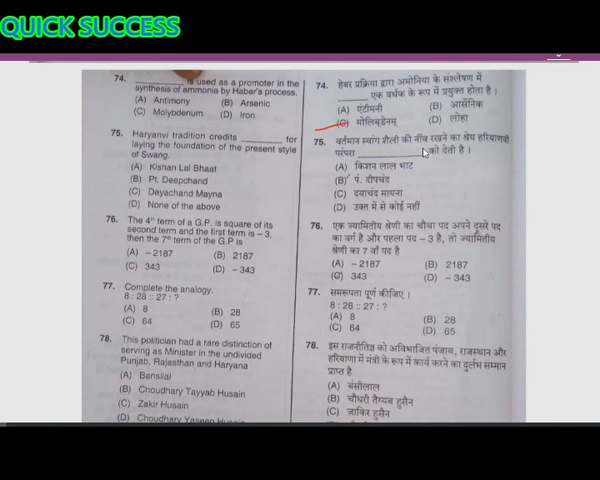 QUICK SUCCESS
74. ________ is used as a promoter in the
synthesis of ammonia by Haber's process.
(A) Antimony (B) Arsenic
(C) Molybdenum (D) Iron
75. Haryanvi tradition credits ________ for
laying the foundation of the present style
of Swang.
(A) Kishan Lal Bhaat
(B) Pt. Deepchand
(C) Dayachand Mayna
(D) None of the above
76. The 4th term of a G.P. is square of its
second term and the first term is – 3,
then the 7th term of the G.P is
(A) – 2187 (B) 2187
(C) 343 (D) – 343
77. Complete the analogy.
8 : 28 :: 27 : ?
(A) 8 (B) 28
(C) 64 (D) 65
78. This politician had a rare distinction of
serving as Minister in the undivided
Punjab, Rajasthan and Haryana
(A) Bansilal
(B) Choudhary Tayyab Husain
(C) Zakir Husain
(D) Choudhary Yaseen Husain
74. हेबर प्रक्रिया द्वारा अमोनिया के संश्लेषण में
________ एक वर्धक के रूप में प्रयुक्त होता है ।
(A) एंटीमनी (B) आर्सेनिक
(C) मोलिब्डेनम् (D) लोहा
75. वर्तमान स्वांग शैली की नींव रखने का श्रेय हरियाणवी
परंपरा ________ को देती है ।
(A) किशन लाल भाट
(B) पं. दीपचंद
(C) दयाचंद मायना
(D) उक्त में से कोई नहीं
76. एक ज्यामितीय श्रेणी का चौथा पद अपने दूसरे पद
का वर्ग है और पहला पद – 3 है, तो ज्यामितीय
श्रेणी का 7 वाँ पद है
(A) – 2187 (B) 2187
(C) 343 (D) – 343
77. समरूपता पूर्ण कीजिए ।
8 : 28 :: 27 : ?
(A) 8 (B) 28
(C) 64 (D) 65
78. इस राजनीतिज्ञ को अविभाजित पंजाब, राजस्थान और
हरियाणा में मंत्री के रूप में कार्य करने का दुर्लभ सम्मान
प्राप्त है
(A) बंसीलाल
(B) चौधरी तैय्यब हुसैन
(C) ज़ाकिर हुसैन